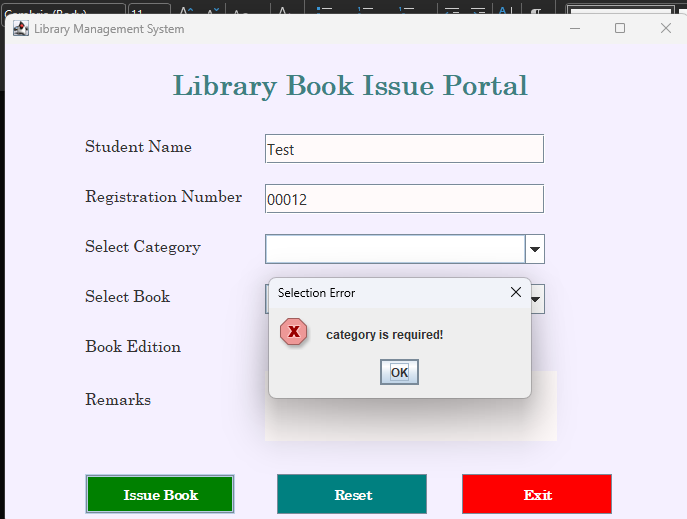 11
Library Management System
Library Book Issue Portal
Student Name
Test
Registration Number
00012
Select Category
Select Book
Selection Error
category is required!
OK
Book Edition
Remarks
Issue Book
Reset
Exit